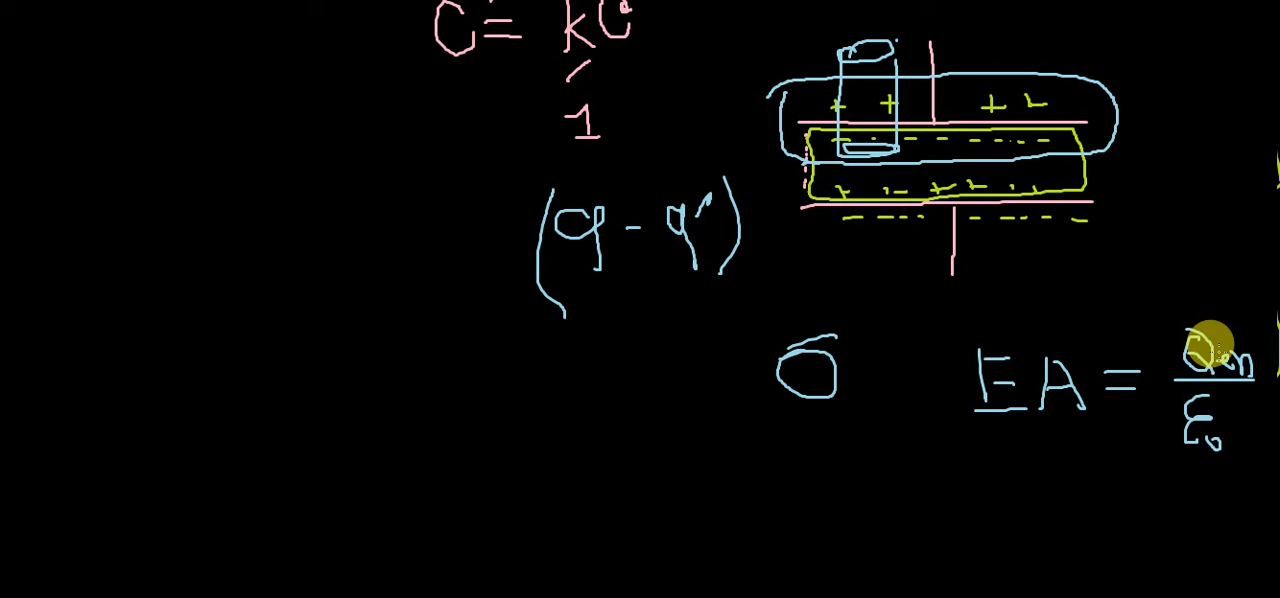 C = kC
1
+ + + +
- - - - - - -
+ - + - - -
- - - - - - - -
(q - q')
σ EA = Qen/ε₀